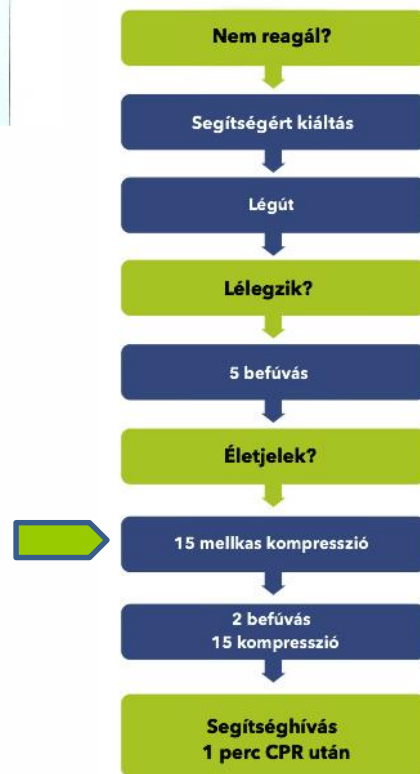 Nem reagál?
Segítségért kiáltás
Légút
Lélegzik?
5 befúvás
Életjelek?
15 mellkas kompresszió
2 befúvás
15 kompresszió
Segítséghívás
1 perc CPR után